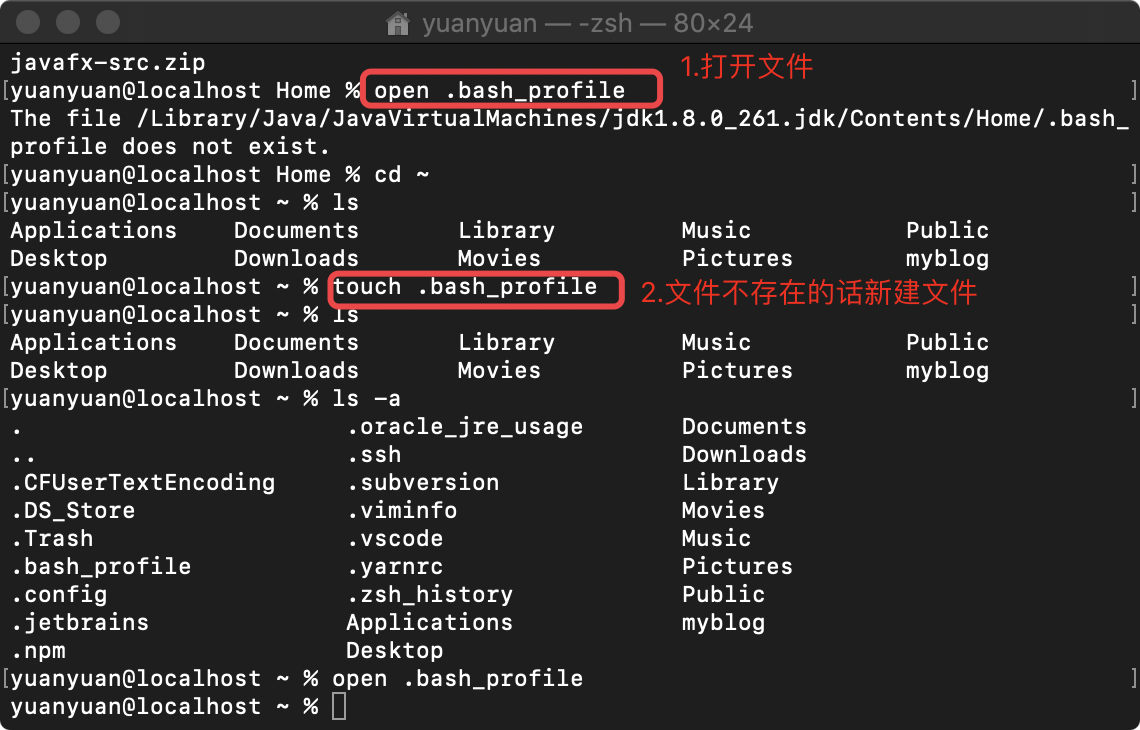 yuanyuan — -zsh — 80×24
javafx-src.zip
1.打开文件
[yuanyuan@localhost Home % open .bash_profile ]
The file /Library/Java/JavaVirtualMachines/jdk1.8.0_261.jdk/Contents/Home/.bash_
profile does not exist.
[yuanyuan@localhost Home % cd ~ ]
[yuanyuan@localhost ~ % ls ]
Applications Documents Library Music Public
Desktop Downloads Movies Pictures myblog
[yuanyuan@localhost ~ % touch .bash_profile ]
2.文件不存在的话新建文件
[yuanyuan@localhost ~ % ls ]
Applications Documents Library Music Public
Desktop Downloads Movies Pictures myblog
[yuanyuan@localhost ~ % ls -a ]
. .oracle_jre_usage Documents
.. .ssh Downloads
.CFUserTextEncoding .subversion Library
.DS_Store .viminfo Movies
.Trash .vscode Music
.bash_profile .yarnrc Pictures
.config .zsh_history Public
.jetbrains Applications myblog
.npm Desktop
[yuanyuan@localhost ~ % open .bash_profile ]
yuanyuan@localhost ~ %